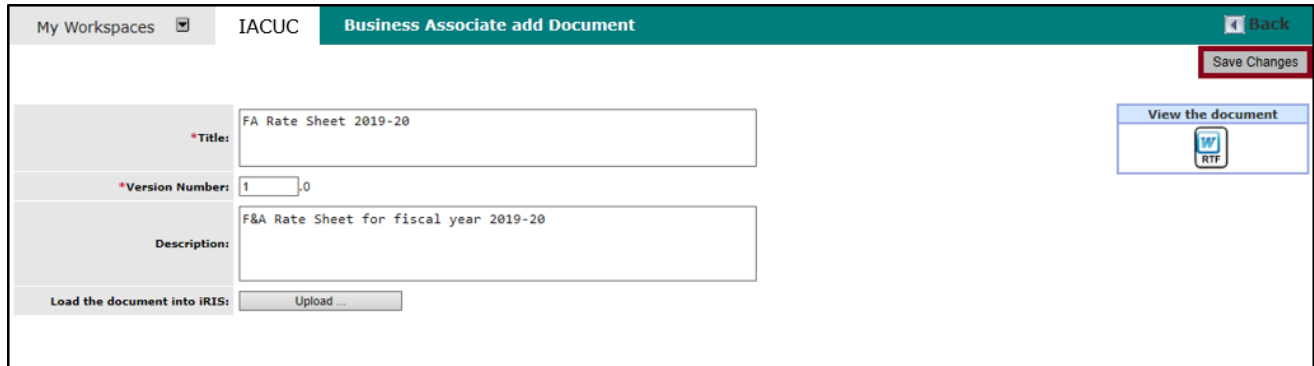 My Workspaces IACUC Business Associate add Document Back
Save Changes
*Title: FA Rate Sheet 2019-20
View the document
W
RTF
*Version Number: 1 .0
Description: F&A Rate Sheet for fiscal year 2019-20
Load the document into iRIS: Upload ...